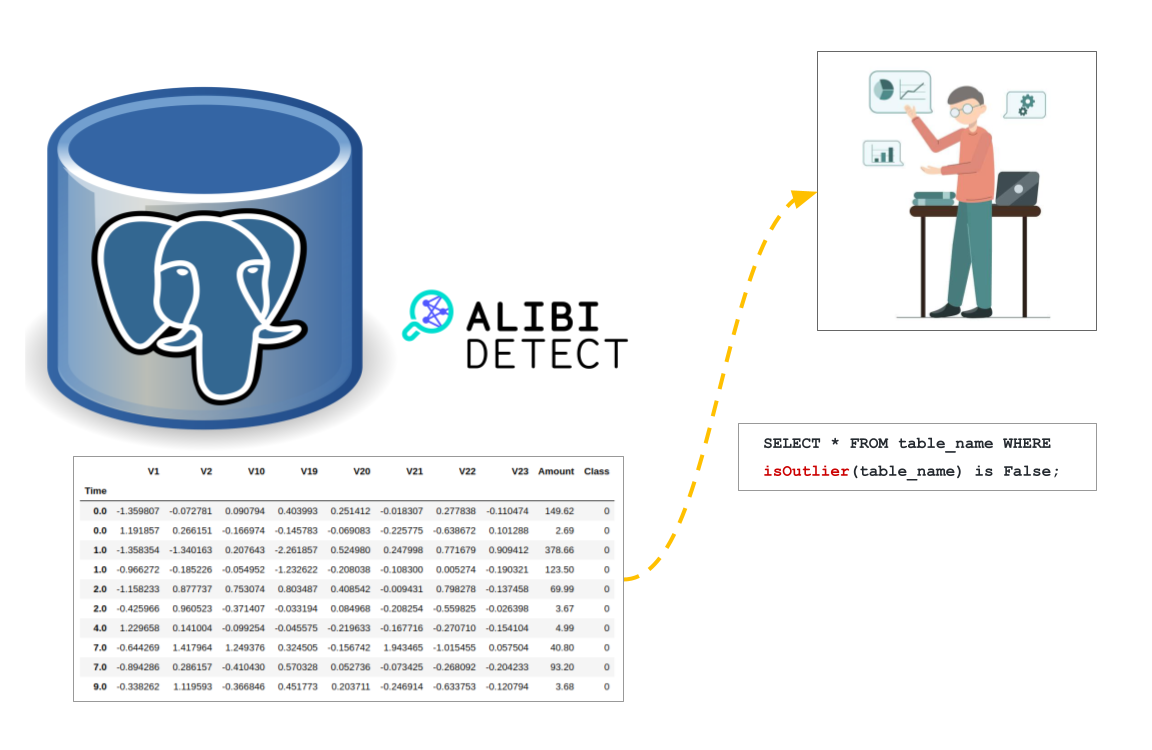 ALIBI
DETECT
V1 V2 V10 V19 V20 V21 V22 V23 Amount Class
Time
0.0 -1.359807 -0.072781 0.090794 0.403993 0.251412 -0.018307 0.277838 -0.110474 149.62 0
0.0 1.191857 0.266151 -0.166974 -0.145783 -0.069083 -0.225775 -0.638672 0.101288 2.69 0
1.0 -1.358354 -1.340163 0.207643 -2.261857 0.524980 0.247998 0.771679 0.909412 378.66 0
1.0 -0.966272 -0.185226 -0.054952 -1.232622 -0.208038 -0.108300 0.005274 -0.190321 123.50 0
2.0 -1.158233 0.877737 0.753074 0.803487 0.408542 -0.009431 0.798278 -0.137458 69.99 0
2.0 -0.425966 0.960523 -0.371407 -0.033194 0.084968 -0.208254 -0.559825 -0.026398 3.67 0
4.0 1.229658 0.141004 -0.099254 -0.045575 -0.219633 -0.167716 -0.270710 -0.154104 4.99 0
7.0 -0.644269 1.417964 1.249376 0.324505 -0.156742 1.943465 -1.015455 0.057504 40.80 0
7.0 -0.894286 0.286157 -0.410430 0.570328 0.052736 -0.073425 -0.268092 -0.204233 93.20 0
9.0 -0.338262 1.119593 -0.366846 0.451773 0.203711 -0.246914 -0.633753 -0.120794 3.68 0
SELECT * FROM table_name WHERE
isOutlier(table_name) is False;